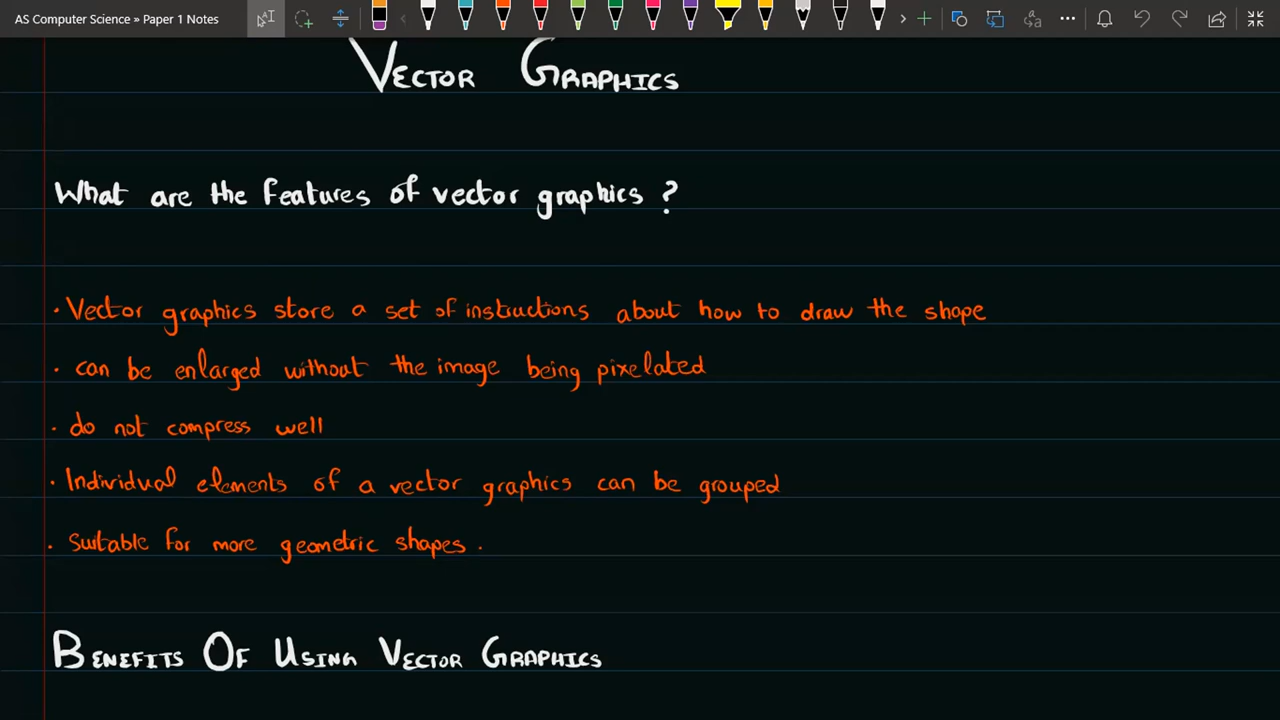 AS Computer Science » Paper 1 Notes
VECTOR GRAPHICS
What are the features of vector graphics ?
· Vector graphics store a set of instructions about how to draw the shape
· can be enlarged without the image being pixelated
· do not compress well
· Individual elements of a vector graphics can be grouped
· Suitable for more geometric shapes .
BENEFITS OF USING VECTOR GRAPHICS